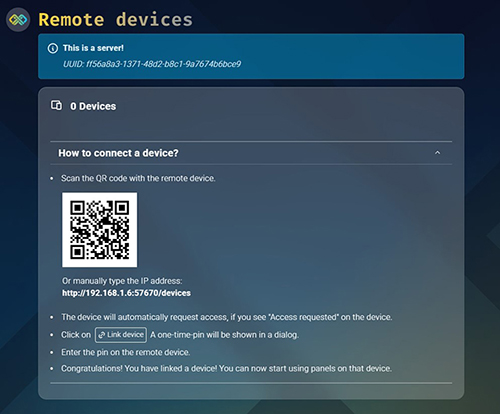 Remote devices
This is a server!
UUID: ff56a8a3-1371-48d2-b8c1-9a7674b6bce9
0 Devices
How to connect a device?
Scan the QR code with the remote device.
Or manually type the IP address:
http://192.168.1.6:57670/devices
The device will automatically request access, if you see "Access requested" on the device.
Click on Link device A one-time-pin will be shown in a dialog.
Enter the pin on the remote device.
Congratulations! You have linked a device! You can now start using panels on that device.